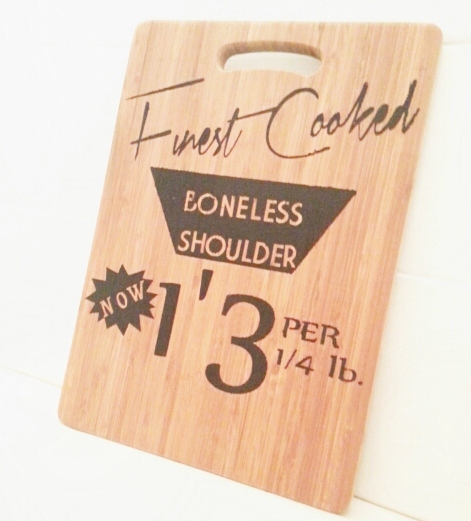 Finest Cooked
BONELESS
SHOULDER
NOW 1'3 PER
1/4 lb.